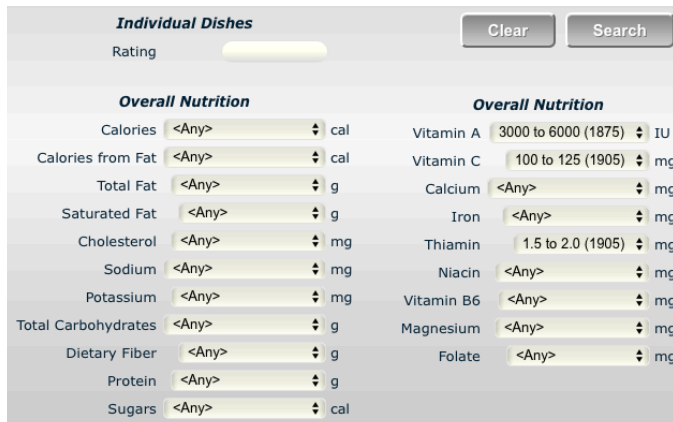 Individual Dishes
Clear Search
Rating
Overall Nutrition
Calories <Any> cal
Calories from Fat <Any> cal
Total Fat <Any> g
Saturated Fat <Any> g
Cholesterol <Any> mg
Sodium <Any> mg
Potassium <Any> mg
Total Carbohydrates <Any> g
Dietary Fiber <Any> g
Protein <Any> g
Sugars <Any> cal
Overall Nutrition
Vitamin A 3000 to 6000 (1875) IU
Vitamin C 100 to 125 (1905) mg
Calcium <Any> mg
Iron <Any> mg
Thiamin 1.5 to 2.0 (1905) mg
Niacin <Any> mg
Vitamin B6 <Any> mg
Magnesium <Any> mg
Folate <Any> mg